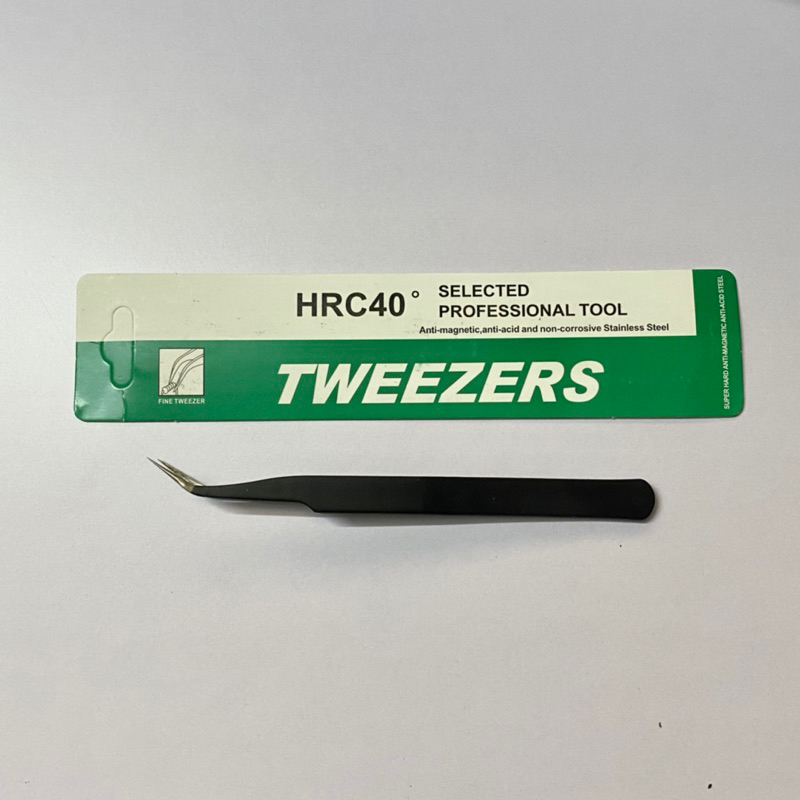 HRC40°
SELECTED
PROFESSIONAL TOOL
Anti-magnetic,anti-acid and non-corrosive Stainless Steel
FINE TWEEZER
TWEEZERS
SUPER HARD ANTI-MAGNETIC ANTI-ACID STEEL